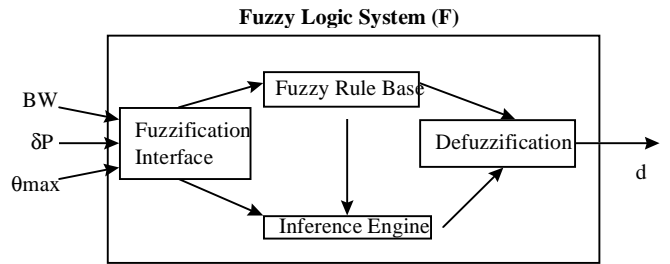 Fuzzy Logic System (F)
BW
δP
θmax
Fuzzification
Interface
Fuzzy Rule Base
Inference Engine
Defuzzification
d